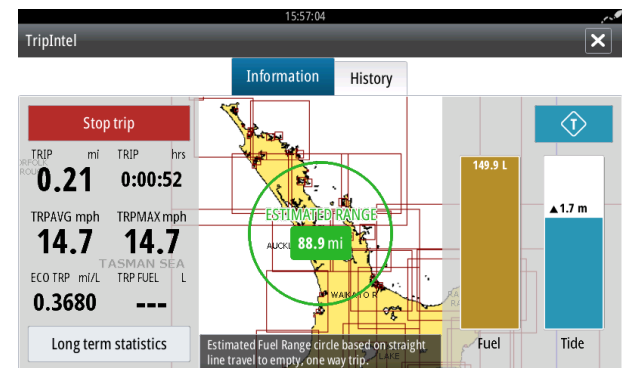 15:57:04
TripIntel
Information
History
Stop trip
TRIP mi
TRIP hrs
0.21
0:00:52
TRPAVG mph
TRPMAX mph
14.7
14.7
TASMAN SEA
ECO TRP mi/L
TRP FUEL L
0.3680
---
Long term statistics
ESTIMATED RANGE
88.9 mi
Estimated Fuel Range circle based on straight
line travel to empty, one way trip.
149.9 L
Fuel
T
▲1.7 m
Tide